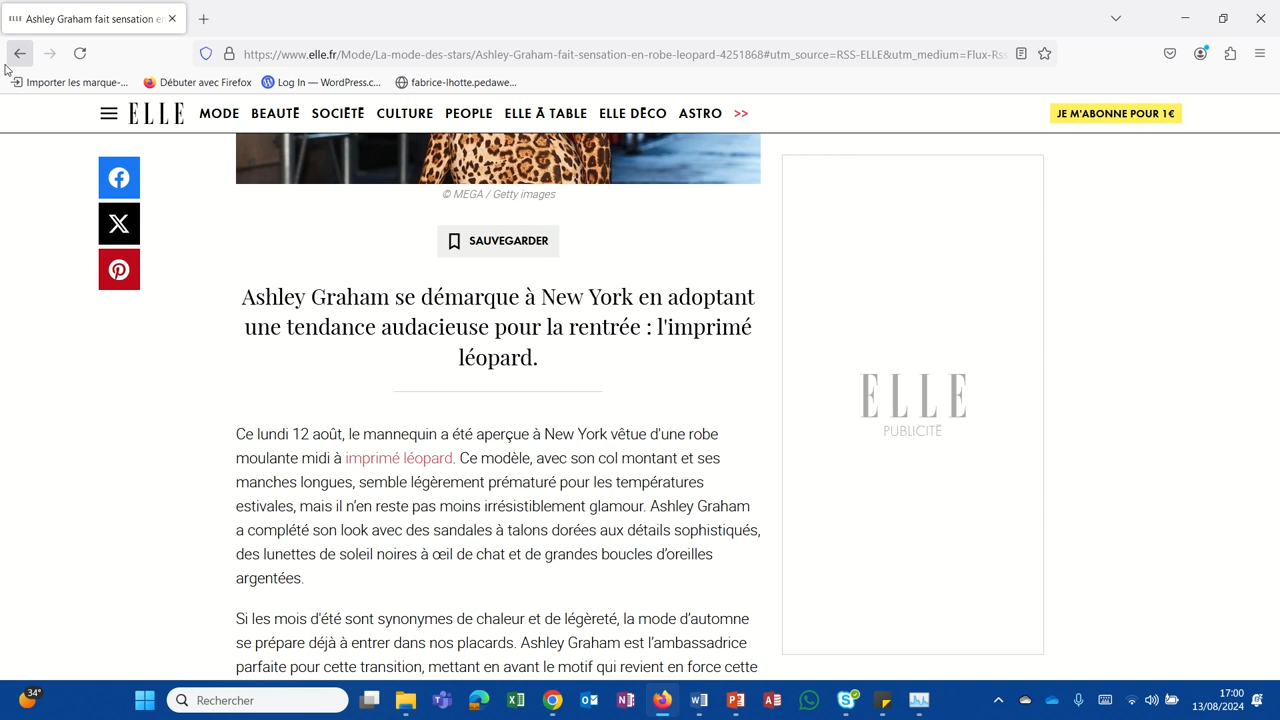 ELLE Ashley Graham fait sensation en
https://www.elle.fr/Mode/La-mode-des-stars/Ashley-Graham-fait-sensation-en-robe-leopard-4251868#utm_source=RSS-ELLE&utm_medium=Flux-Rss
Importer les marque-... Débuter avec Firefox Log In — WordPress.c... fabrice-lhotte.pedawe...
ELLE MODE BEAUTÉ SOCIÉTÉ CULTURE PEOPLE ELLE À TABLE ELLE DÉCO ASTRO >> JE M'ABONNE POUR 1€
© MEGA / Getty images
SAUVEGARDER
Ashley Graham se démarque à New York en adoptant
une tendance audacieuse pour la rentrée : l'imprimé
léopard.
Ce lundi 12 août, le mannequin a été aperçue à New York vêtue d'une robe
moulante midi à imprimé léopard. Ce modèle, avec son col montant et ses
manches longues, semble légèrement prématuré pour les températures
estivales, mais il n’en reste pas moins irrésistiblement glamour. Ashley Graham
a complété son look avec des sandales à talons dorées aux détails sophistiqués,
des lunettes de soleil noires à œil de chat et de grandes boucles d’oreilles
argentées.
Si les mois d'été sont synonymes de chaleur et de légèreté, la mode d’automne
se prépare déjà à entrer dans nos placards. Ashley Graham est l’ambassadrice
parfaite pour cette transition, mettant en avant le motif qui revient en force cette
ELLE
PUBLICITÉ
34°
Rechercher
17:00
13/08/2024